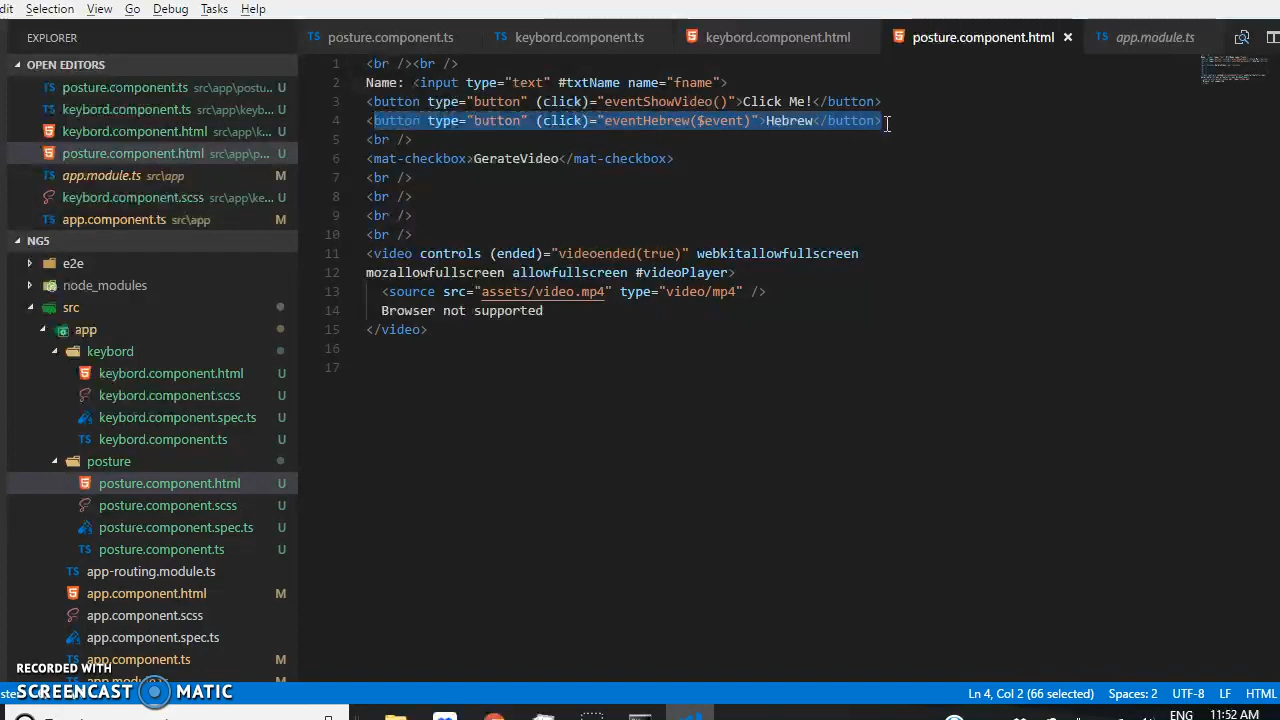 dit Selection View Go Debug Tasks Help
EXPLORER
posture.component.ts keybord.component.ts keybord.component.html posture.component.html app.module.ts
OPEN EDITORS
posture.component.ts src\app\postu... U
keybord.component.ts src\app\keyb... U
keybord.component.html src\app\k... U
posture.component.html src\app\p... U
app.module.ts src\app M
keybord.component.scss src\app\ke... U
app.component.ts src\app M
NG5
e2e
node_modules
src
app
keybord
keybord.component.html U
keybord.component.scss U
keybord.component.spec.ts U
keybord.component.ts U
posture
posture.component.html U
posture.component.scss U
posture.component.spec.ts U
posture.component.ts U
app-routing.module.ts
app.component.html M
app.component.scss
app.component.spec.ts
app.component.ts M
1 <br /><br />
2 Name: <input type="text" #txtName name="fname">
3 <button type="button" (click)="eventShowVideo()">Click Me!</button>
4 <button type="button" (click)="eventHebrew($event)">Hebrew</button>
5 <br />
6 <mat-checkbox>GerateVideo</mat-checkbox>
7 <br />
8 <br />
9 <br />
10 <br />
11 <video controls (ended)="videoended(true)" webkitallowfullscreen
12 mozallowfullscreen allowfullscreen #videoPlayer>
13 <source src="assets/video.mp4" type="video/mp4" />
14 Browser not supported
15 </video>
16
17
RECORDED WITH
SCREENCAST MATIC
Ln 4, Col 2 (66 selected) Spaces: 2 UTF-8 LF HTML
ENG 11:52 AM